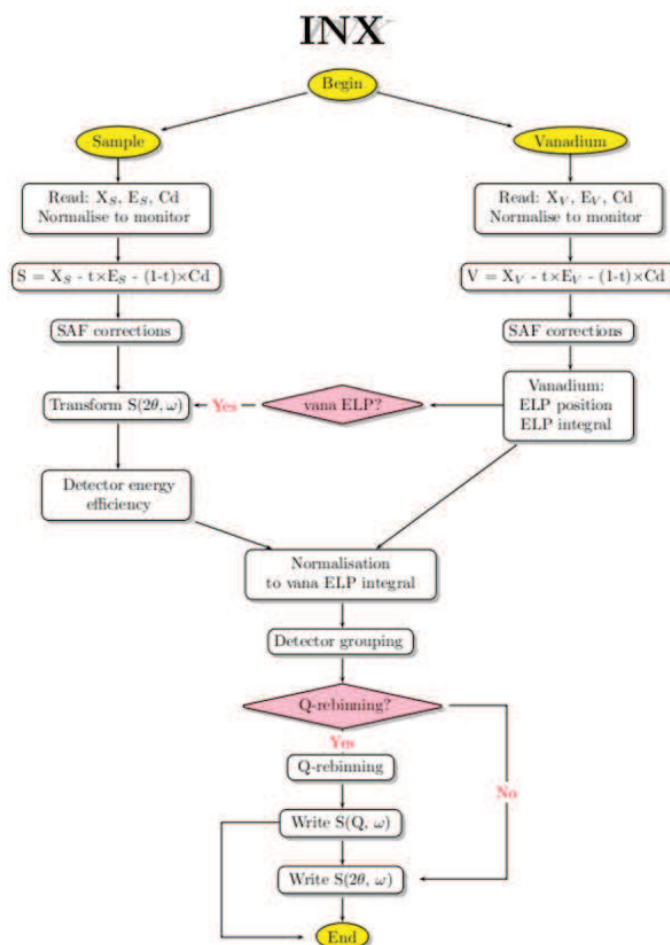 INX
Begin
Sample
Vanadium
Read: X_S, E_S, Cd
Normalise to monitor
Read: X_V, E_V, Cd
Normalise to monitor
S = X_S - t×E_S - (1-t)×Cd
V = X_V - t×E_V - (1-t)×Cd
SAF corrections
SAF corrections
Transform S(2θ, ω)
Yes
vana ELP?
Vanadium:
ELP position
ELP integral
Detector energy
efficiency
Normalisation
to vana ELP integral
Detector grouping
Q-rebinning?
Yes
Q-rebinning
No
Write S(Q, ω)
Write S(2θ, ω)
End